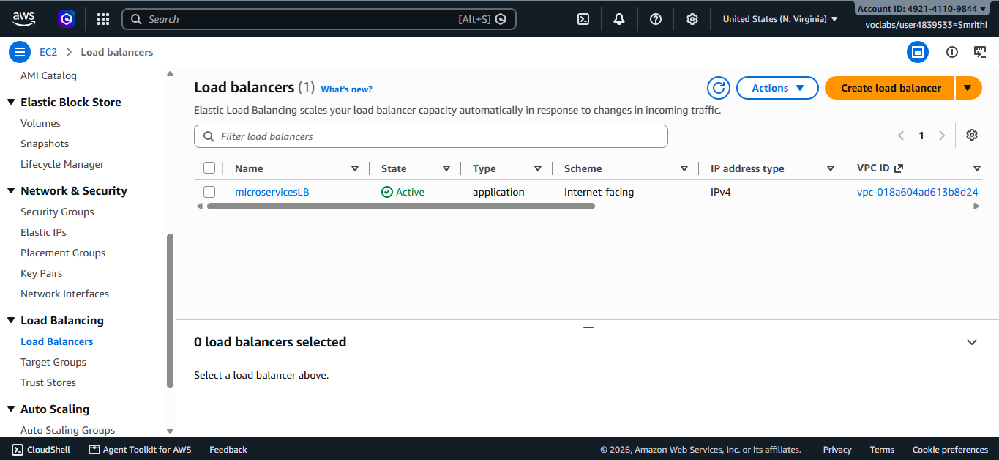 aws
Search [Alt+S]
United States (N. Virginia)
Account ID: 4921-4110-9844
voclabs/user4839533=Smrithi
EC2 Load balancers
AMI Catalog
Elastic Block Store
Volumes
Snapshots
Lifecycle Manager
Network & Security
Security Groups
Elastic IPs
Placement Groups
Key Pairs
Network Interfaces
Load Balancing
Load Balancers
Target Groups
Trust Stores
Auto Scaling
Auto Scaling Groups
Load balancers (1) What's new?
Actions
Create load balancer
Elastic Load Balancing scales your load balancer capacity automatically in response to changes in incoming traffic.
Filter load balancers
1
Name State Type Scheme IP address type VPC ID
microservicesLB Active application Internet-facing IPv4 vpc-018a604ad613b8d24
0 load balancers selected
Select a load balancer above.
CloudShell Agent Toolkit for AWS Feedback © 2026, Amazon Web Services, Inc. or its affiliates. Privacy Terms Cookie preferences